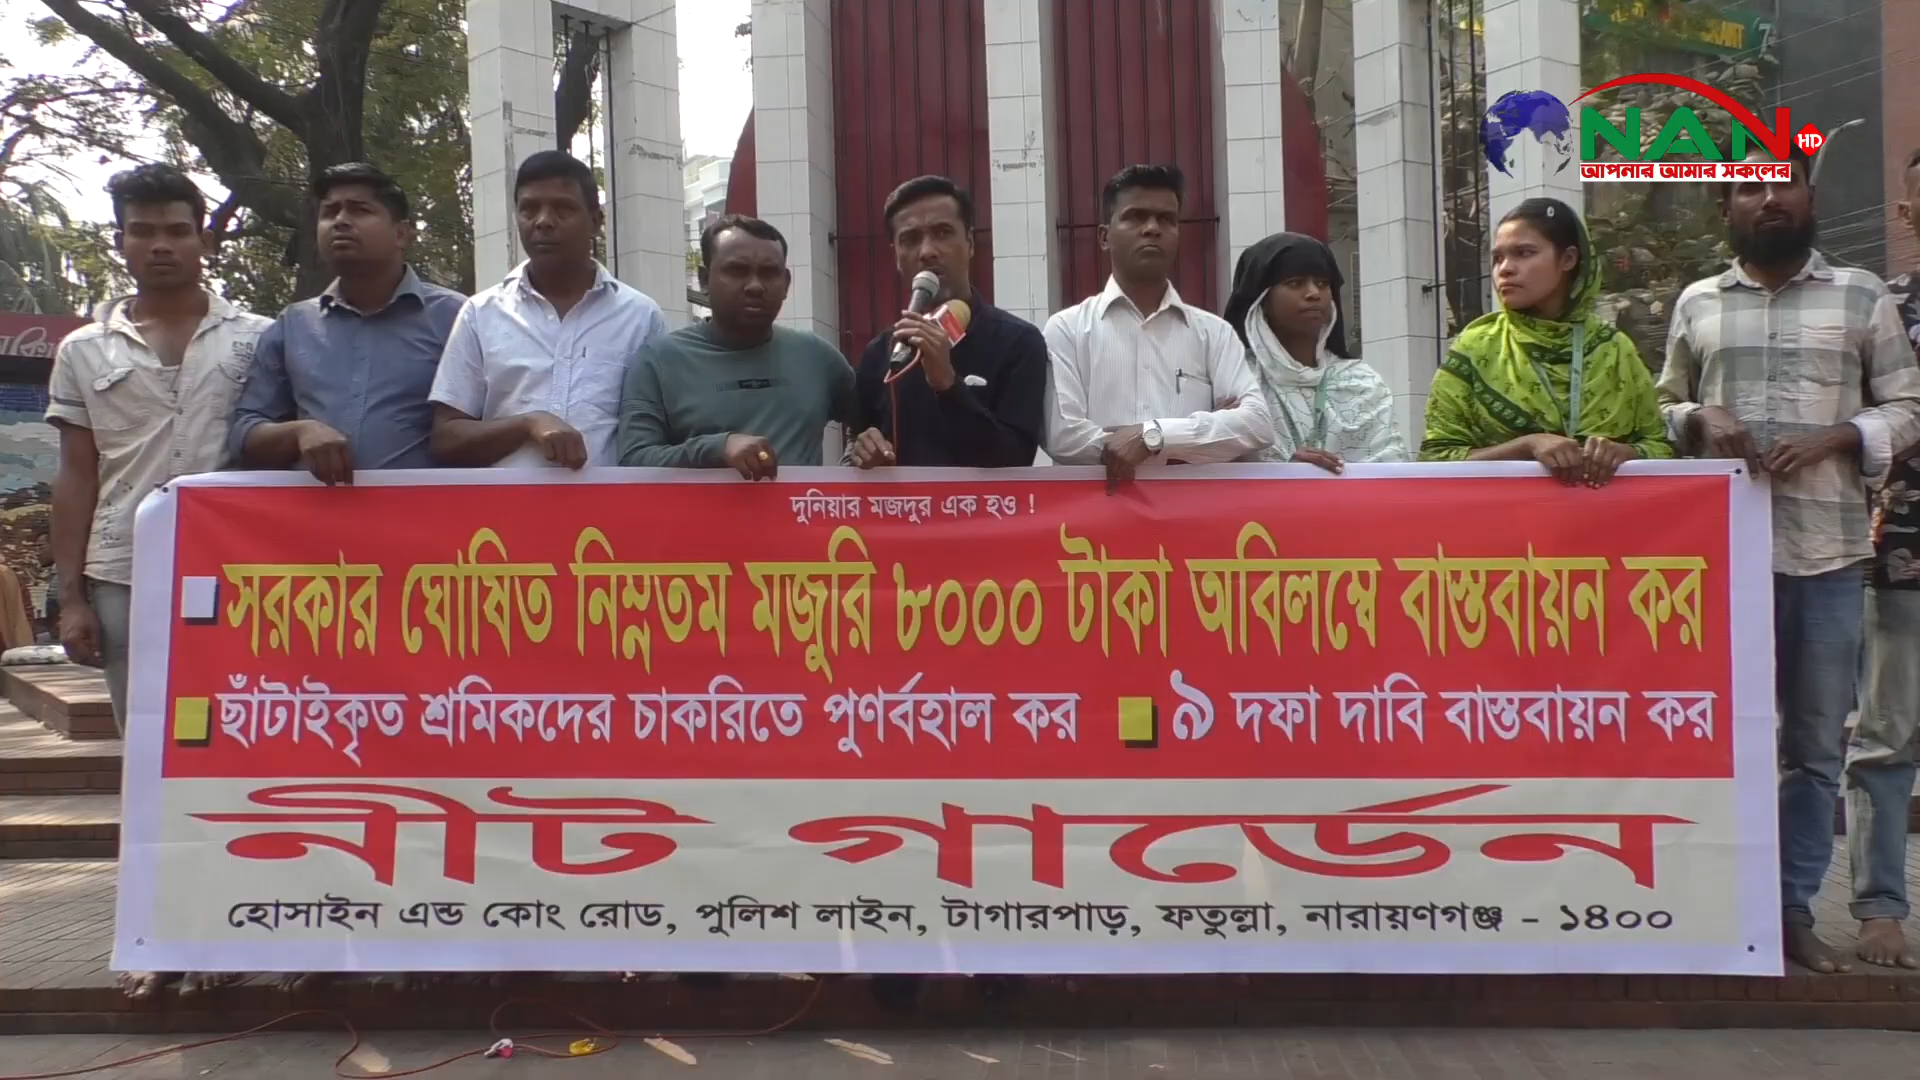 NAN HD
আপনার আমার সকলের
দুনিয়ার মজদুর এক হও !
সরকার ঘোষিত নিম্নতম মজুরি ৮০০০ টাকা অবিলম্বে বাস্তবায়ন কর
ছাঁটাইকৃত শ্রমিকদের চাকরিতে পুণর্বহাল কর ৯ দফা দাবি বাস্তবায়ন কর
নীট গার্ডেন
হোসাইন এন্ড কোং রোড, পুলিশ লাইন, টাগারপাড়, ফতুল্লা, নারায়ণগঞ্জ - ১৪০০